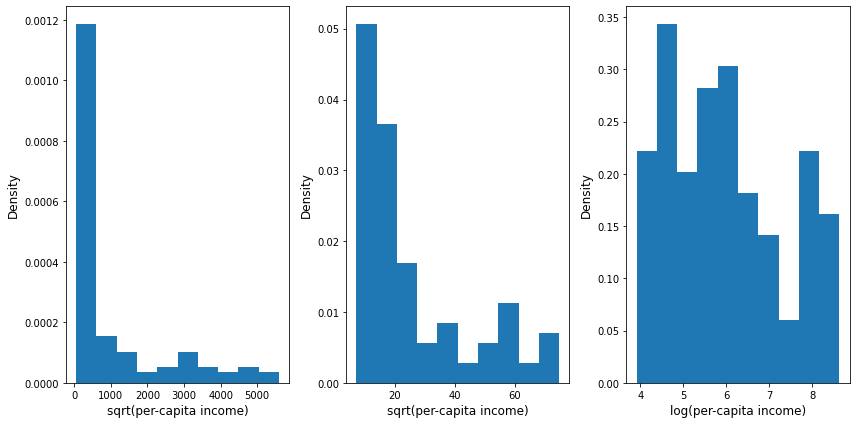 0.0012
0.0010
0.0008
0.0006
0.0004
0.0002
0.0000
Density
0 1000 2000 3000 4000 5000
sqrt(per-capita income)
0.05
0.04
0.03
0.02
0.01
0.00
Density
20 40 60
sqrt(per-capita income)
0.35
0.30
0.25
0.20
0.15
0.10
0.05
0.00
Density
4 5 6 7 8
log(per-capita income)